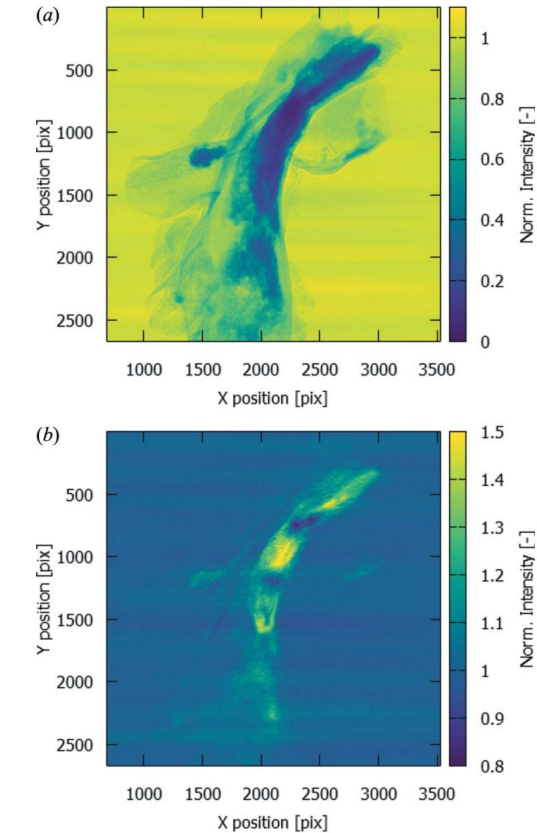 (a)
500
1000
1500
2000
2500
Y position [pix]
1000 1500 2000 2500 3000 3500
X position [pix]
1
0.8
0.6
0.4
0.2
0
Norm. Intensity [-]
(b)
500
1000
1500
2000
2500
Y position [pix]
1000 1500 2000 2500 3000 3500
X position [pix]
1.5
1.4
1.3
1.2
1.1
1
0.9
0.8
Norm. Intensity [-]